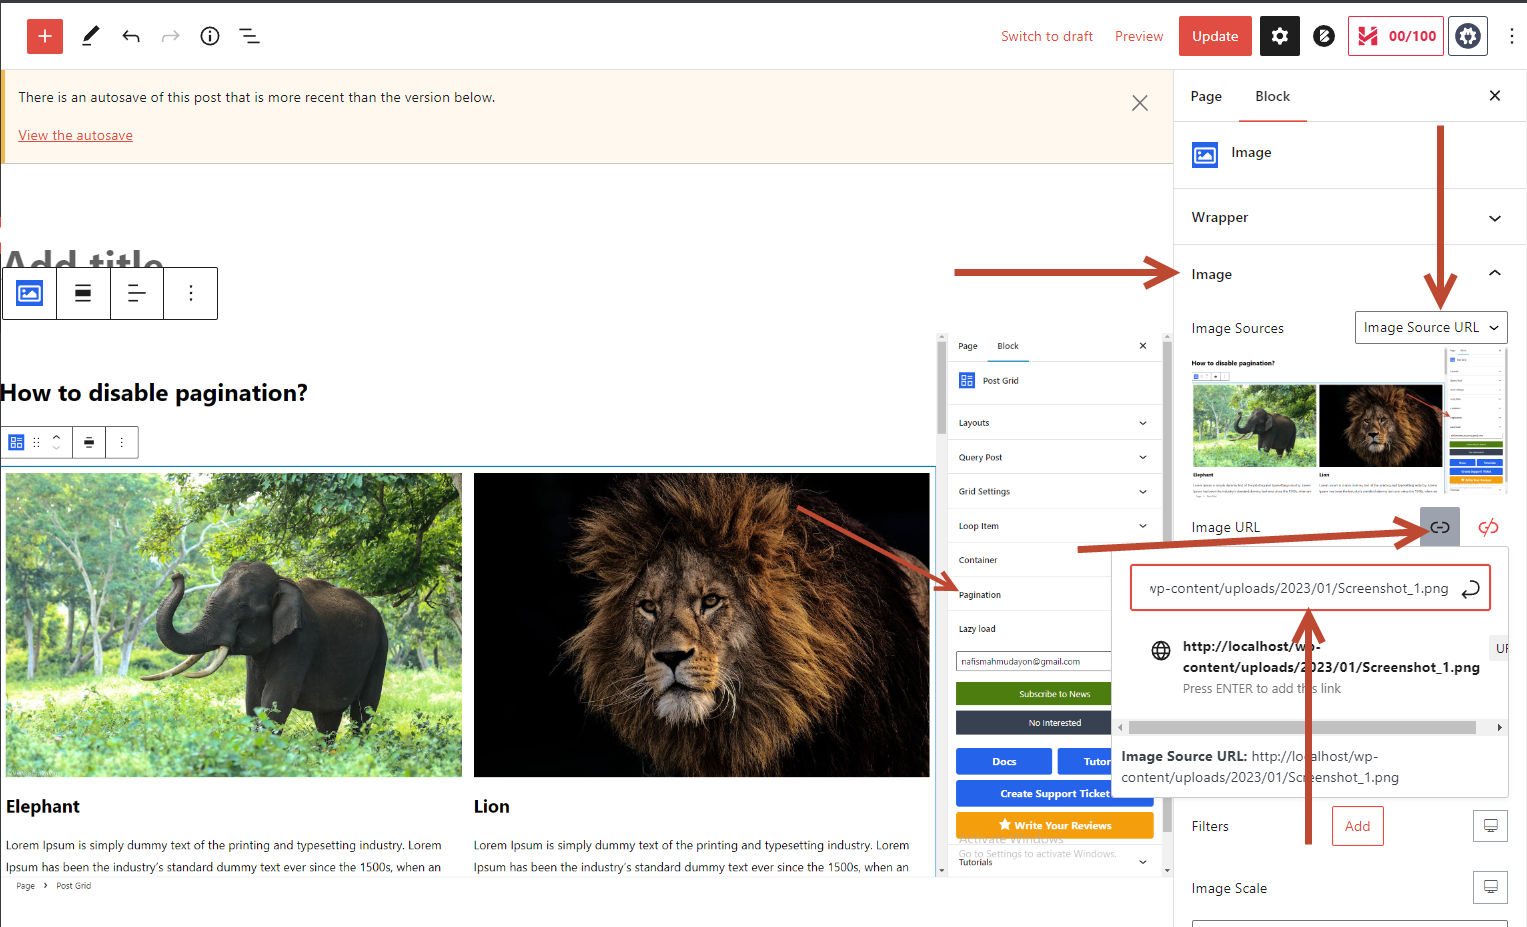 Switch to draft
Preview
Update
00/100
There is an autosave of this post that is more recent than the version below.
View the autosave
Page
Block
Image
Wrapper
Add title
Image
Image Sources
Image Source URL
How to disable pagination?
Page
Block
Post Grid
Layouts
Query Post
Grid Settings
Loop Item
Container
Pagination
Lazy load
nafismahmudayon@gmail.com
Subscribe to News
No Interested
Docs
Tutor
Create Support Ticket
Write Your Reviews
Activate Windows
Go to Settings to activate Windows.
Tutorials
How to disable pagination?
Elephant
Lion
Image URL
wp-content/uploads/2023/01/Screenshot_1.png
http://localhost/wp-
content/uploads/2023/01/Screenshot_1.png
Press ENTER to add this link
Image Source URL: http://localhost/wp-
content/uploads/2023/01/Screenshot_1.png
Elephant
Lorem Ipsum is simply dummy text of the printing and typesetting industry. Lorem
Ipsum has been the industry's standard dummy text ever since the 1500s, when an
Lion
Lorem Ipsum is simply dummy text of the printing and typesetting industry. Lorem
Ipsum has been the industry's standard dummy text ever since the 1500s, when an
Page
Post Grid
Filters
Add
Image Scale